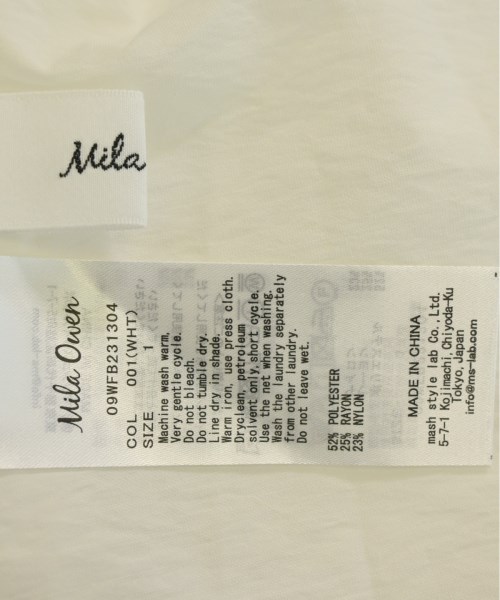 Mila
Mila Owen
09WFB231304
COL 001(WHT)
SIZE 1
Machine wash warm,
Very gentle cycle.
Do not bleach.
Do not tumble dry.
Line dry in shade.
Warm iron, use press cloth.
Dryclean, petroleum
solvent only.short cycle.
Use the net when washing.
Wash the laundry separately
from other laundry.
Do not leave wet.
52% POLYESTER
25% RAYON
23% NYLON
MADE IN CHINA
mash style lab Co., Ltd.
5-7-1 Kojimachi, Chiyoda-Ku
Tokyo, Japan
info@ms-lab.com